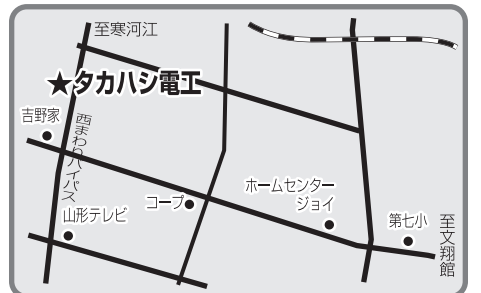 至寒河江
★タカハシ電工
吉野家
西まわりバイパス
山形テレビ
コープ
ホームセンター
ジョイ
第七小
至文翔館